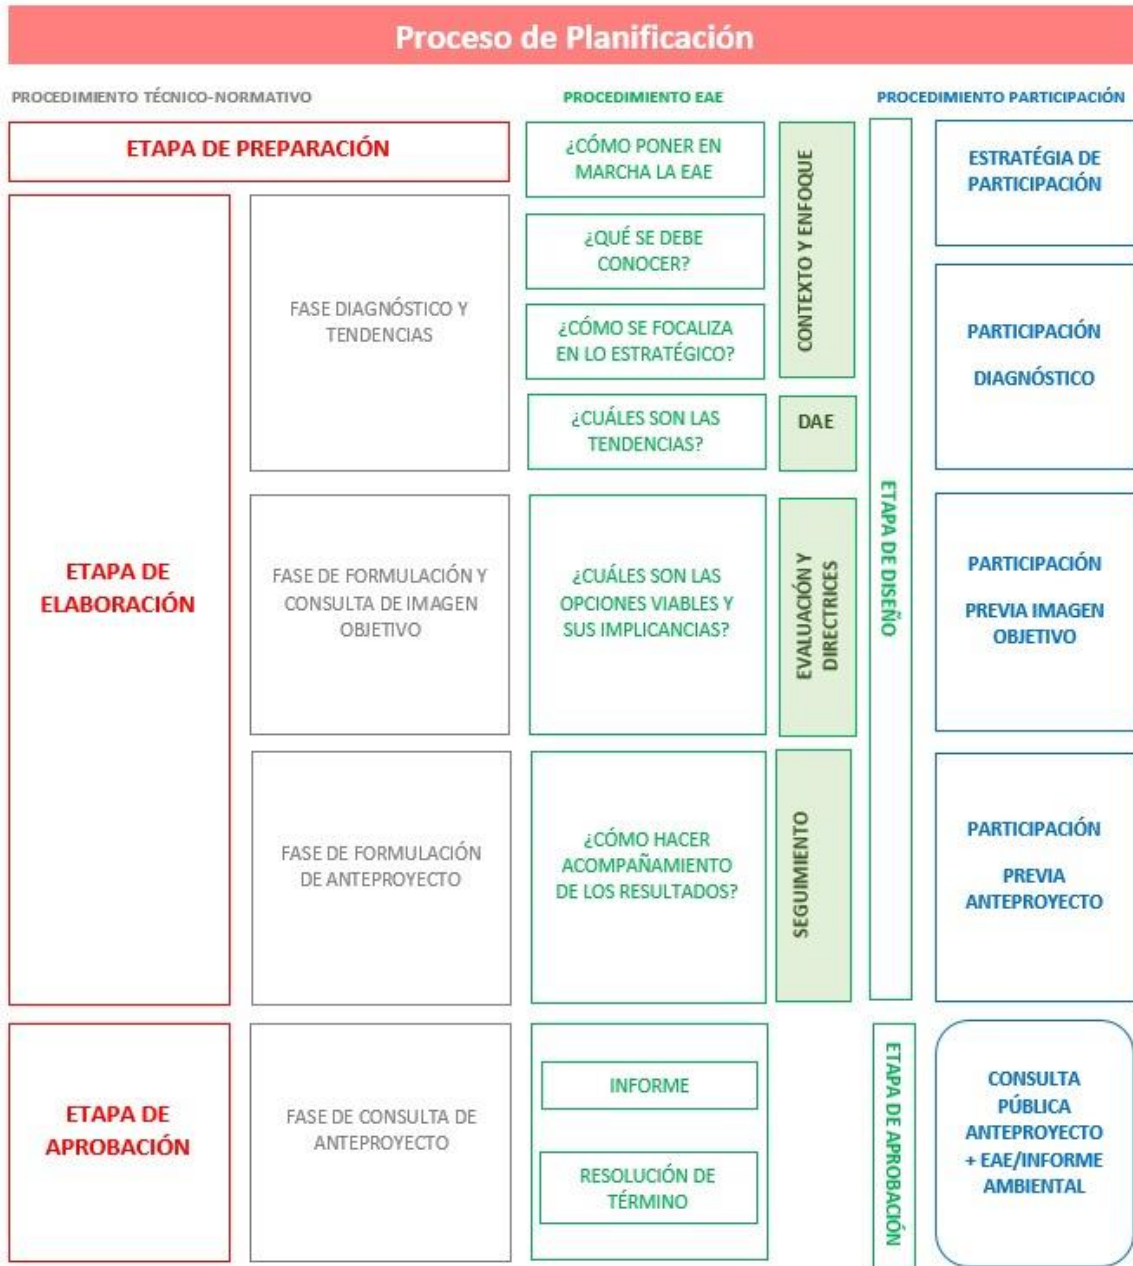 Proceso de Planificación
PROCEDIMIENTO TÉCNICO-NORMATIVO
PROCEDIMIENTO EAE
PROCEDIMIENTO PARTICIPACIÓN
ETAPA DE PREPARACIÓN
¿CÓMO PONER EN
MARCHA LA EAE
CONTEXTO Y ENFOQUE
ESTRATÉGIA DE
PARTICIPACIÓN
ETAPA DE
ELABORACIÓN
FASE DIAGNÓSTICO Y
TENDENCIAS
¿QUÉ SE DEBE
CONOCER?
¿CÓMO SE FOCALIZA
EN LO ESTRATÉGICO?
¿CUÁLES SON LAS
TENDENCIAS?
DAE
ETAPA DE DISEÑO
PARTICIPACIÓN
DIAGNÓSTICO
FASE DE FORMULACIÓN Y
CONSULTA DE IMAGEN
OBJETIVO
¿CUÁLES SON LAS
OPCIONES VIABLES Y
SUS IMPLICANCIAS?
EVALUACIÓN Y
DIRECTRICES
PARTICIPACIÓN
PREVIA IMAGEN
OBJETIVO
FASE DE FORMULACIÓN
DE ANTEPROYECTO
¿CÓMO HACER
ACOMPAÑAMIENTO
DE LOS RESULTADOS?
SEGUIMIENTO
PARTICIPACIÓN
PREVIA
ANTEPROYECTO
ETAPA DE
APROBACIÓN
FASE DE CONSULTA DE
ANTEPROYECTO
INFORME
RESOLUCIÓN DE
TÉRMINO
ETAPA DE APROBACIÓN
CONSULTA
PÚBLICA
ANTEPROYECTO
+ EAE/INFORME
AMBIENTAL